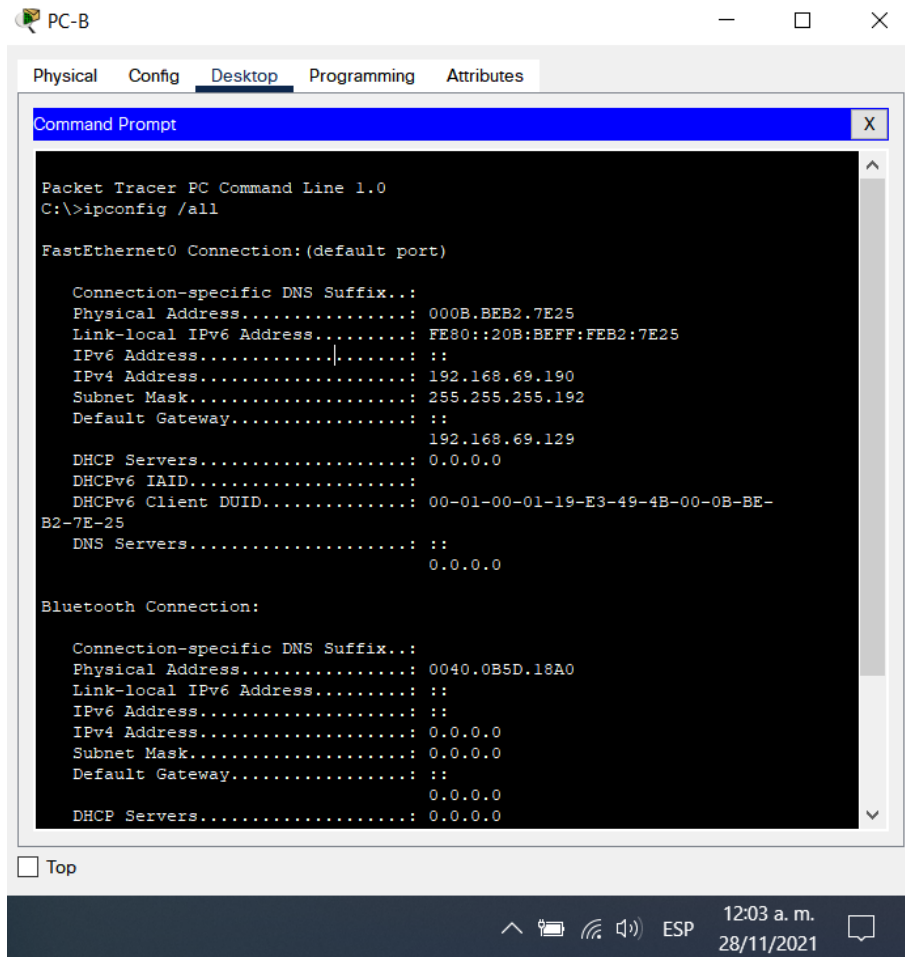 PC-B
Physical Config Desktop Programming Attributes
Command Prompt X
Packet Tracer PC Command Line 1.0
C:\>ipconfig /all
FastEthernet0 Connection:(default port)
Connection-specific DNS Suffix..:
Physical Address................: 000B.BEB2.7E25
Link-local IPv6 Address.........: FE80::20B:BEFF:FEB2:7E25
IPv6 Address....................: ::
IPv4 Address....................: 192.168.69.190
Subnet Mask.....................: 255.255.255.192
Default Gateway.................: ::
192.168.69.129
DHCP Servers....................: 0.0.0.0
DHCPv6 IAID.....................:
DHCPv6 Client DUID..............: 00-01-00-01-19-E3-49-4B-00-0B-BE-
B2-7E-25
DNS Servers.....................: ::
0.0.0.0
Bluetooth Connection:
Connection-specific DNS Suffix..:
Physical Address................: 0040.0B5D.18A0
Link-local IPv6 Address.........: ::
IPv6 Address....................: ::
IPv4 Address....................: 0.0.0.0
Subnet Mask.....................: 0.0.0.0
Default Gateway.................: ::
0.0.0.0
DHCP Servers....................: 0.0.0.0
Top
ESP
12:03 a. m.
28/11/2021